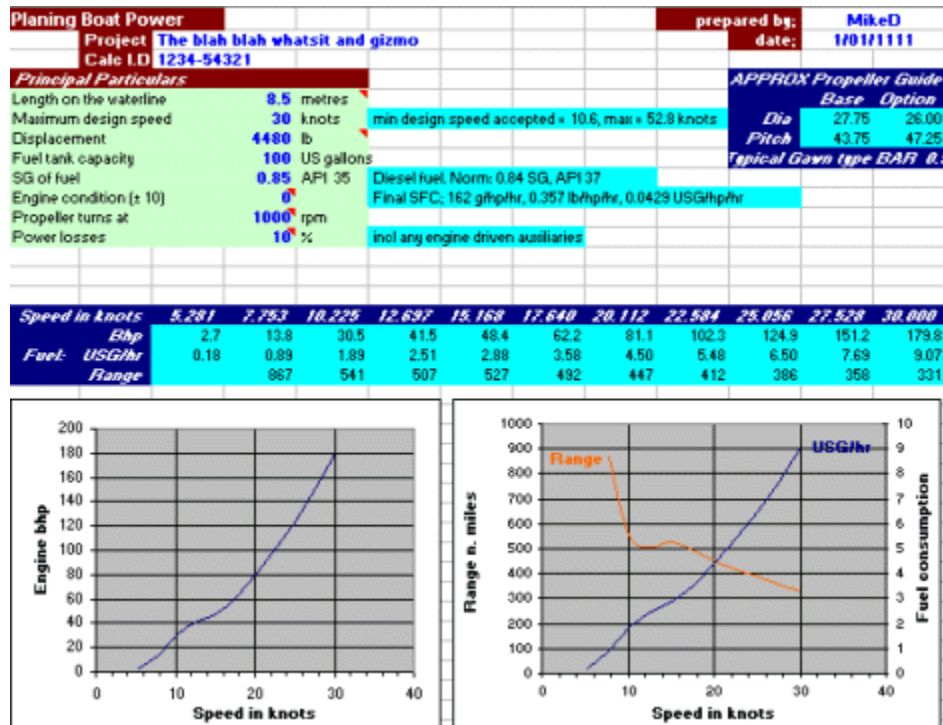 Planing Boat Power prepared by; MikeD
Project The blah blah whatsit and gizmo date; 1/01/1111
Calc I.D 1234-54321
Principal Particulars APPROX Propeller Guide
Length on the waterline 8.5 metres Base Option
Maximum design speed 30 knots min design speed accepted = 10.6, max = 52.8 knots Dia 27.75 26.00
Displacement 4480 lb Pitch 43.75 47.25
Fuel tank capacity 100 US gallons Typical Gawn type BAR
SG of fuel 0.85 API 35 Diesel fuel. Norm: 0.84 SG, API 37
Engine condition (± 10) 0 Final SFC; 162 g/hp/hr, 0.357 lb/hp/hr, 0.0429 USG/hp/hr
Propeller turns at 1000 rpm
Power losses 10 % incl any engine driven auxiliaries
Speed in knots 5.281 7.753 10.225 12.697 15.168 17.640 20.112 22.584 25.056 27.528 30.000
Bhp 2.7 13.8 30.5 41.5 48.4 62.2 81.1 102.3 124.9 151.2 179.8
Fuel: USG/hr 0.18 0.89 1.89 2.51 2.88 3.58 4.50 5.48 6.50 7.69 9.07
Range 867 541 507 527 492 447 412 386 358 331
Engine bhp
200
180
160
140
120
100
80
60
40
20
0
0 10 20 30 40
Speed in knots
Range n. miles
1000
900
800
700
600
500
400
300
200
100
0
Range
USG/hr
10
9
8
7
6
5
4
3
2
1
0
Fuel consumption
0 10 20 30 40
Speed in knots